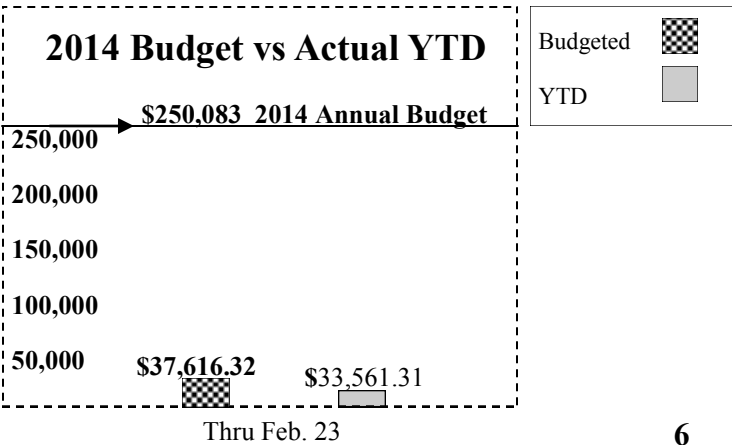 2014 Budget vs Actual YTD
Budgeted
YTD
$250,083 2014 Annual Budget
250,000
200,000
150,000
100,000
50,000
$37,616.32
$33,561.31
Thru Feb. 23
6